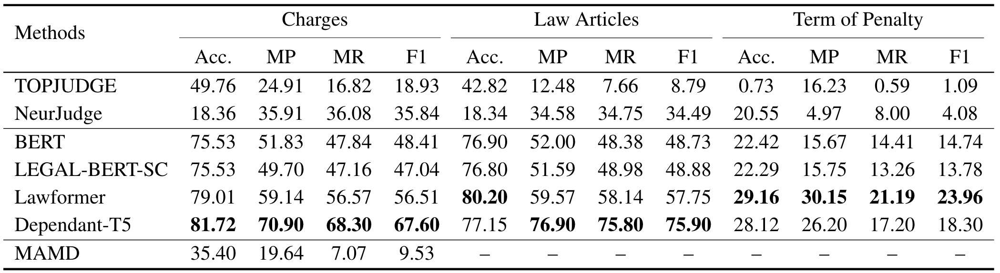 Methods Charges Law Articles Term of Penalty
Acc. MP MR F1 Acc. MP MR F1 Acc. MP MR F1
TOPJUDGE 49.76 24.91 16.82 18.93 42.82 12.48 7.66 8.79 0.73 16.23 0.59 1.09
NeurJudge 18.36 35.91 36.08 35.84 18.34 34.58 34.75 34.49 20.55 4.97 8.00 4.08
BERT 75.53 51.83 47.84 48.41 76.90 52.00 48.38 48.73 22.42 15.67 14.41 14.74
LEGAL-BERT-SC 75.53 49.70 47.16 47.04 76.80 51.59 48.98 48.88 22.29 15.75 13.26 13.78
Lawformer 79.01 59.14 56.57 56.51 80.20 59.57 58.14 57.75 29.16 30.15 21.19 23.96
Dependant-T5 81.72 70.90 68.30 67.60 77.15 76.90 75.80 75.90 28.12 26.20 17.20 18.30
MAMD 35.40 19.64 7.07 9.53 – – – – – – – –